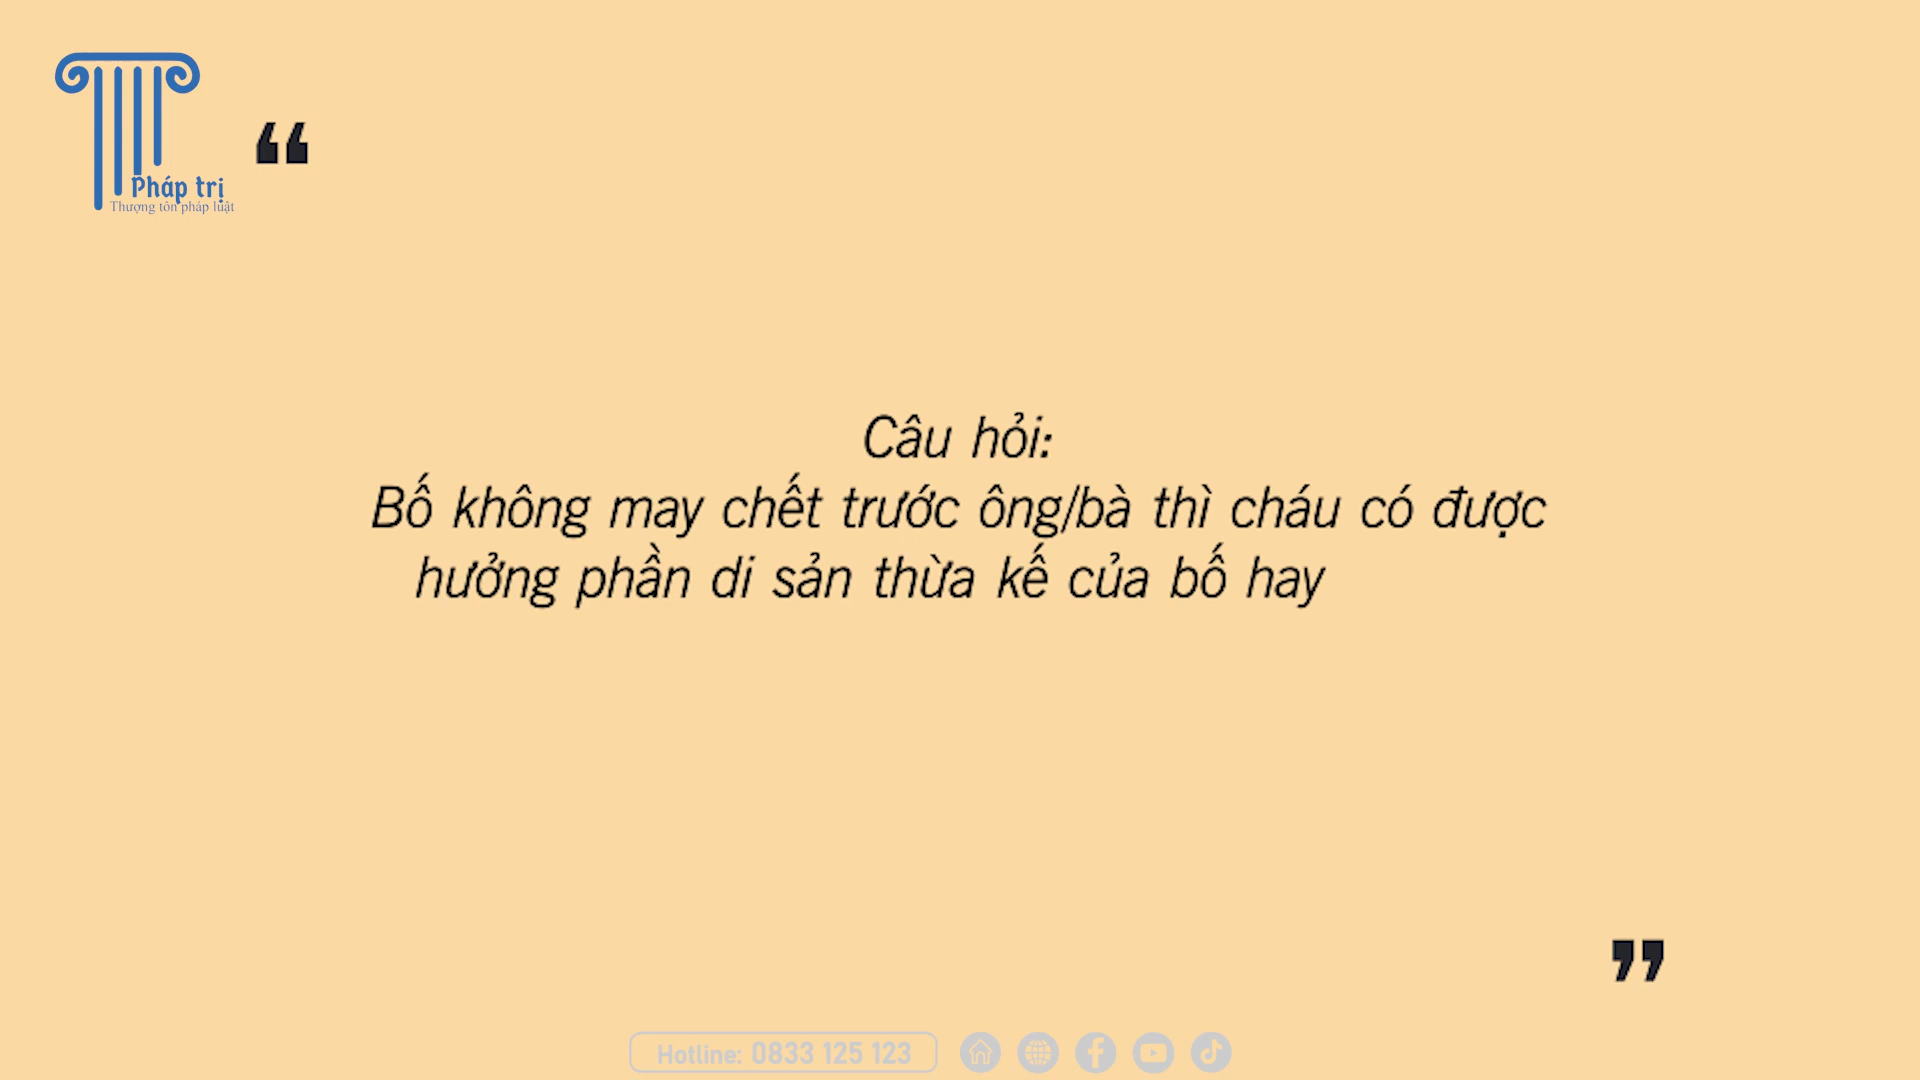 Pháp trị
Thượng tôn pháp luật
“
Câu hỏi:
Bố không may chết trước ông/bà thì cháu có được
hưởng phần di sản thừa kế của bố hay
”
Hotline: 0833 125 123